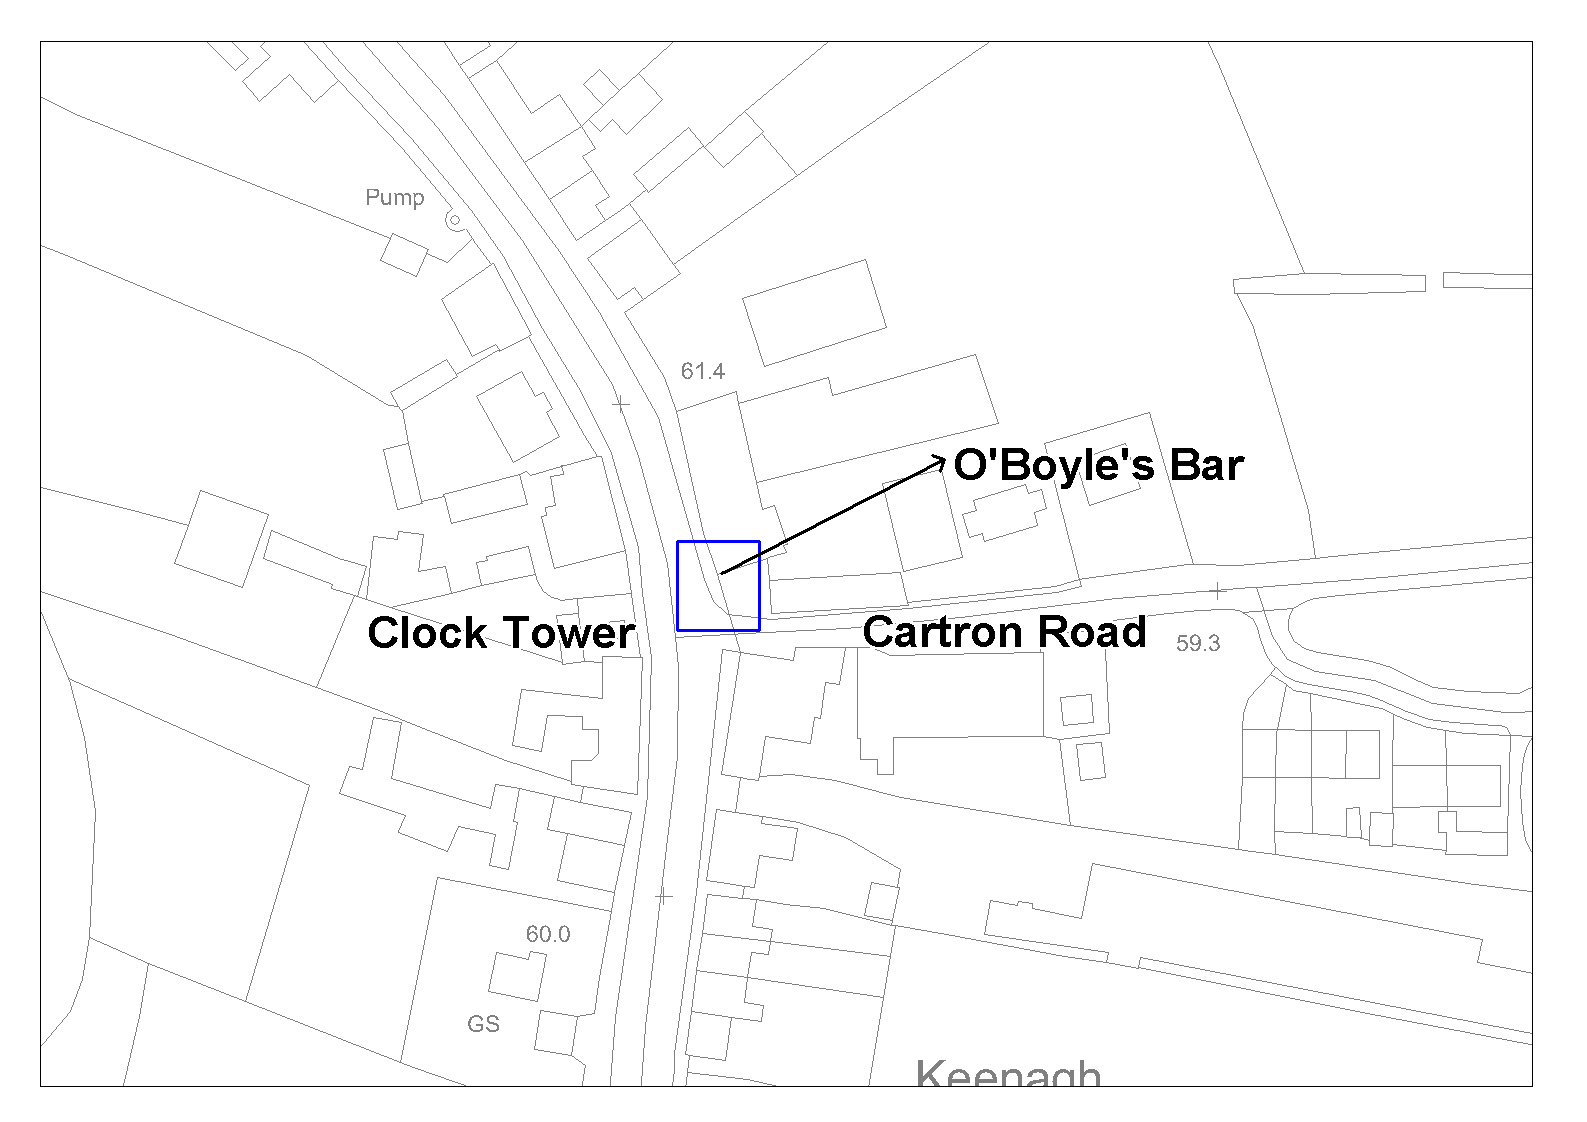 Pump
61.4
O'Boyle's Bar
Clock Tower
Cartron Road
59.3
60.0
GS
Keenagh